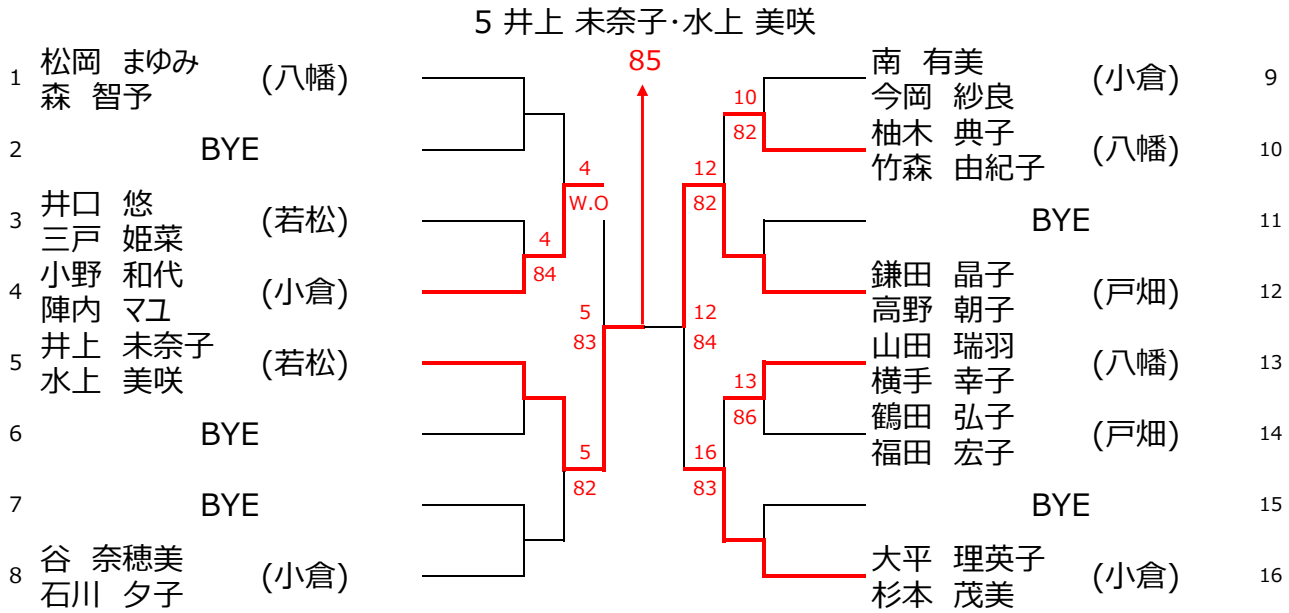 5 井上 未奈子・水上 美咲
85
1 松岡 まゆみ
森 智予
(八幡)
2 BYE
3 井口 悠
三戸 姫菜
(若松)
4 小野 和代
陣内 マユ
(小倉)
5 井上 未奈子
水上 美咲
(若松)
6 BYE
7 BYE
8 谷 奈穂美
石川 夕子
(小倉)
4
W.O
4
84
5
83
5
82
10
82
12
82
12
84
13
86
16
83
南 有美
今岡 紗良
(小倉) 9
柚木 典子
竹森 由紀子
(八幡) 10
BYE 11
鎌田 晶子
高野 朝子
(戸畑) 12
山田 瑞羽
横手 幸子
(八幡) 13
鶴田 弘子
福田 宏子
(戸畑) 14
BYE 15
大平 理英子
杉本 茂美
(小倉) 16